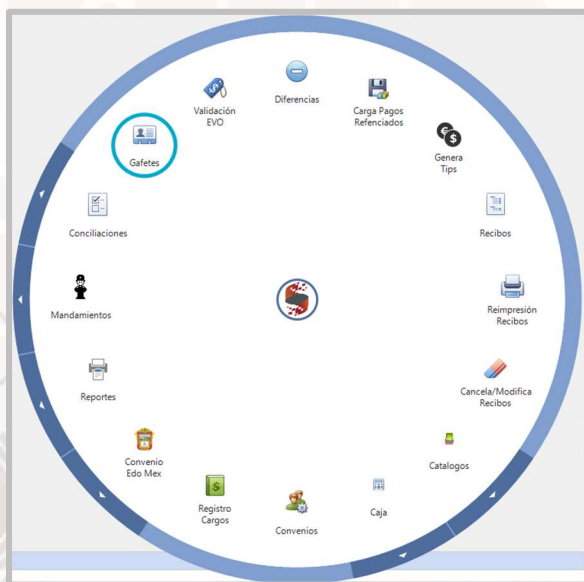 Diferencias
Validación
EVO
Carga Pagos
Refenciados
Gafetes
Genera
Tips
Conciliaciones
Recibos
Mandamientos
Reimpresión
Recibos
Reportes
Cancela/Modifica
Recibos
Convenio
Edo Mex
Catalogos
Registro
Cargos
Caja
Convenios